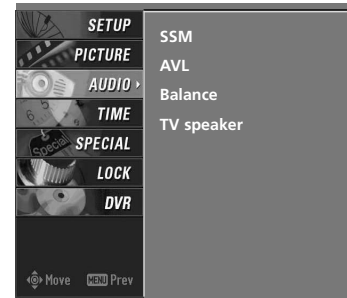 SETUP
PICTURE
AUDIO
TIME
SPECIAL
LOCK
DVR
Move MENU Prev
SSM
AVL
Balance
TV speaker